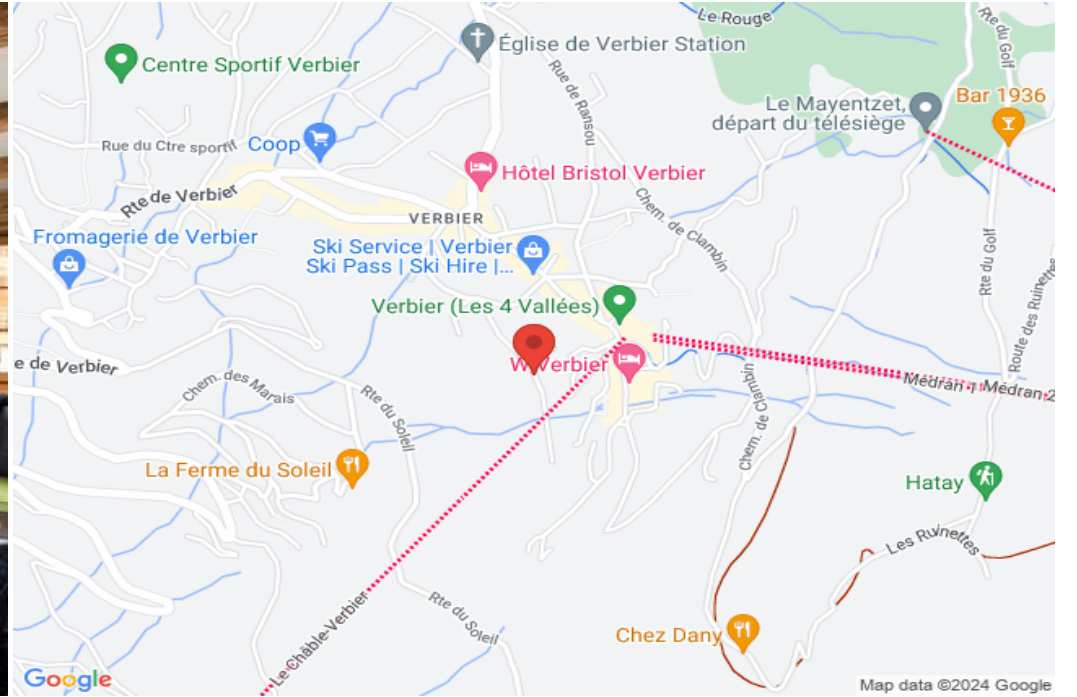 Le Rouge
Rte du Golf
Église de Verbier Station
Centre Sportif Verbier
Rue de Ransou
Bar 1936
Le Mayentzet,
départ du télésiège
Coop
Rue du Ctre sportif
Hôtel Bristol Verbier
Rte de Verbier
VERBIER
Chem. de Clambin
Fromagerie de Verbier
Ski Service | Verbier
Ski Pass | Ski Hire |...
Rte du Golf
Route des Ruinettes
Verbier (Les 4 Vallées)
W Verbier
e de Verbier
Médran 1
Médran 2
Chem. des Marais
Rte du Soleil
Chem. de Clambin
La Ferme du Soleil
Hatay
Les Ruinettes
Le Châble-Verbier
Rte du Soleil
Chez Dany
Google
Map data ©2024 Google